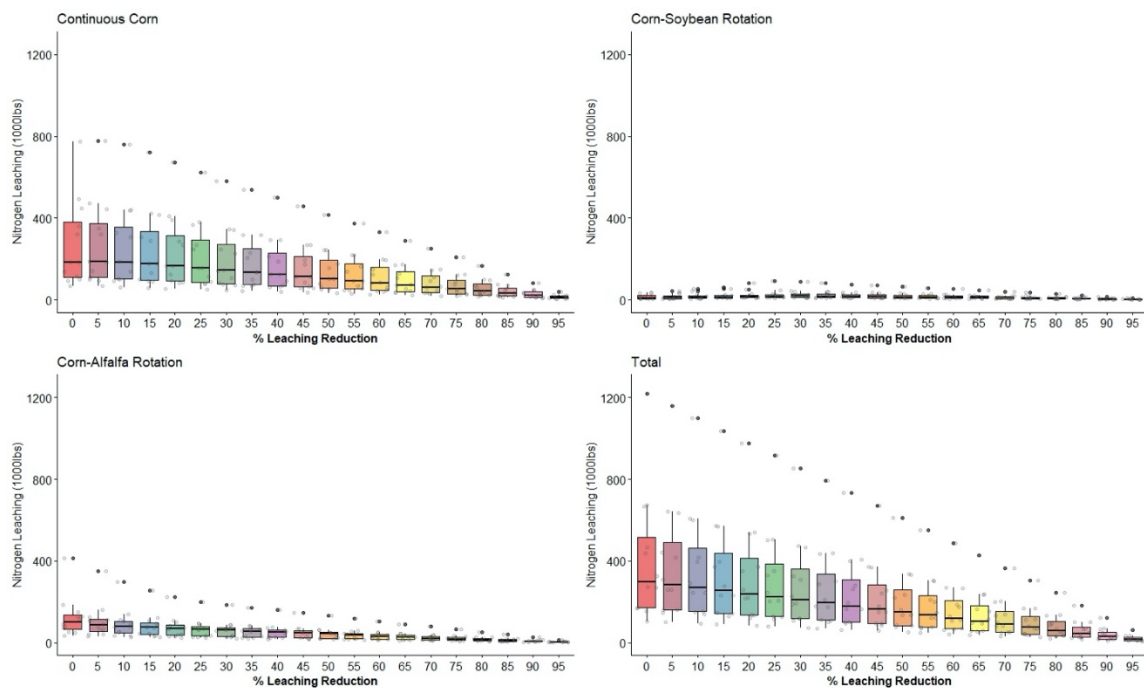 Continuous Corn
1200
800
400
0
Nitrogen Leaching (1000lbs)
0 5 10 15 20 25 30 35 40 45 50 55 60 65 70 75 80 85 90 95
% Leaching Reduction
Corn-Soybean Rotation
1200
800
400
0
Nitrogen Leaching (1000lbs)
0 5 10 15 20 25 30 35 40 45 50 55 60 65 70 75 80 85 90 95
% Leaching Reduction
Corn-Alfalfa Rotation
1200
800
400
0
Nitrogen Leaching (1000lbs)
0 5 10 15 20 25 30 35 40 45 50 55 60 65 70 75 80 85 90 95
% Leaching Reduction
Total
1200
800
400
0
Nitrogen Leaching (1000lbs)
0 5 10 15 20 25 30 35 40 45 50 55 60 65 70 75 80 85 90 95
% Leaching Reduction